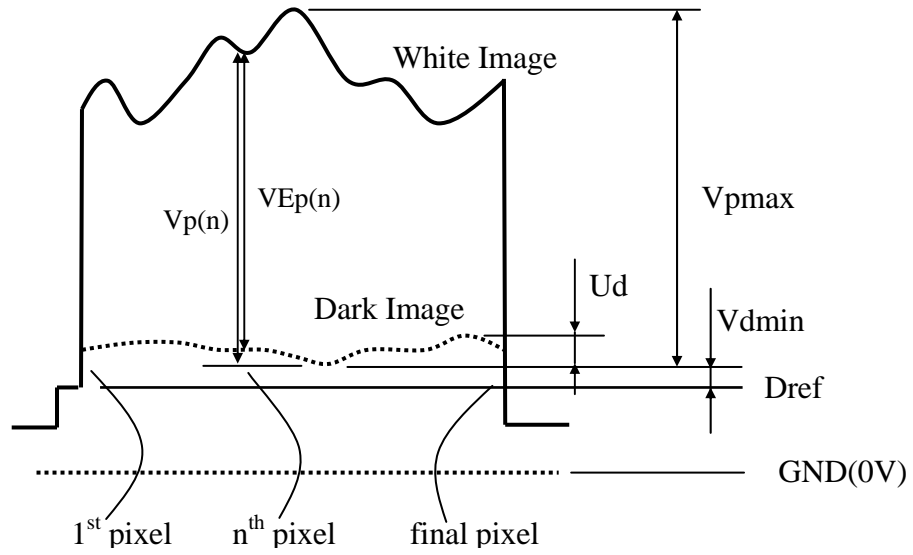 White Image
Vp(n)
VEp(n)
Vpmax
Ud
Dark Image
Vdmin
Dref
GND(0V)
1st pixel
nth pixel
final pixel